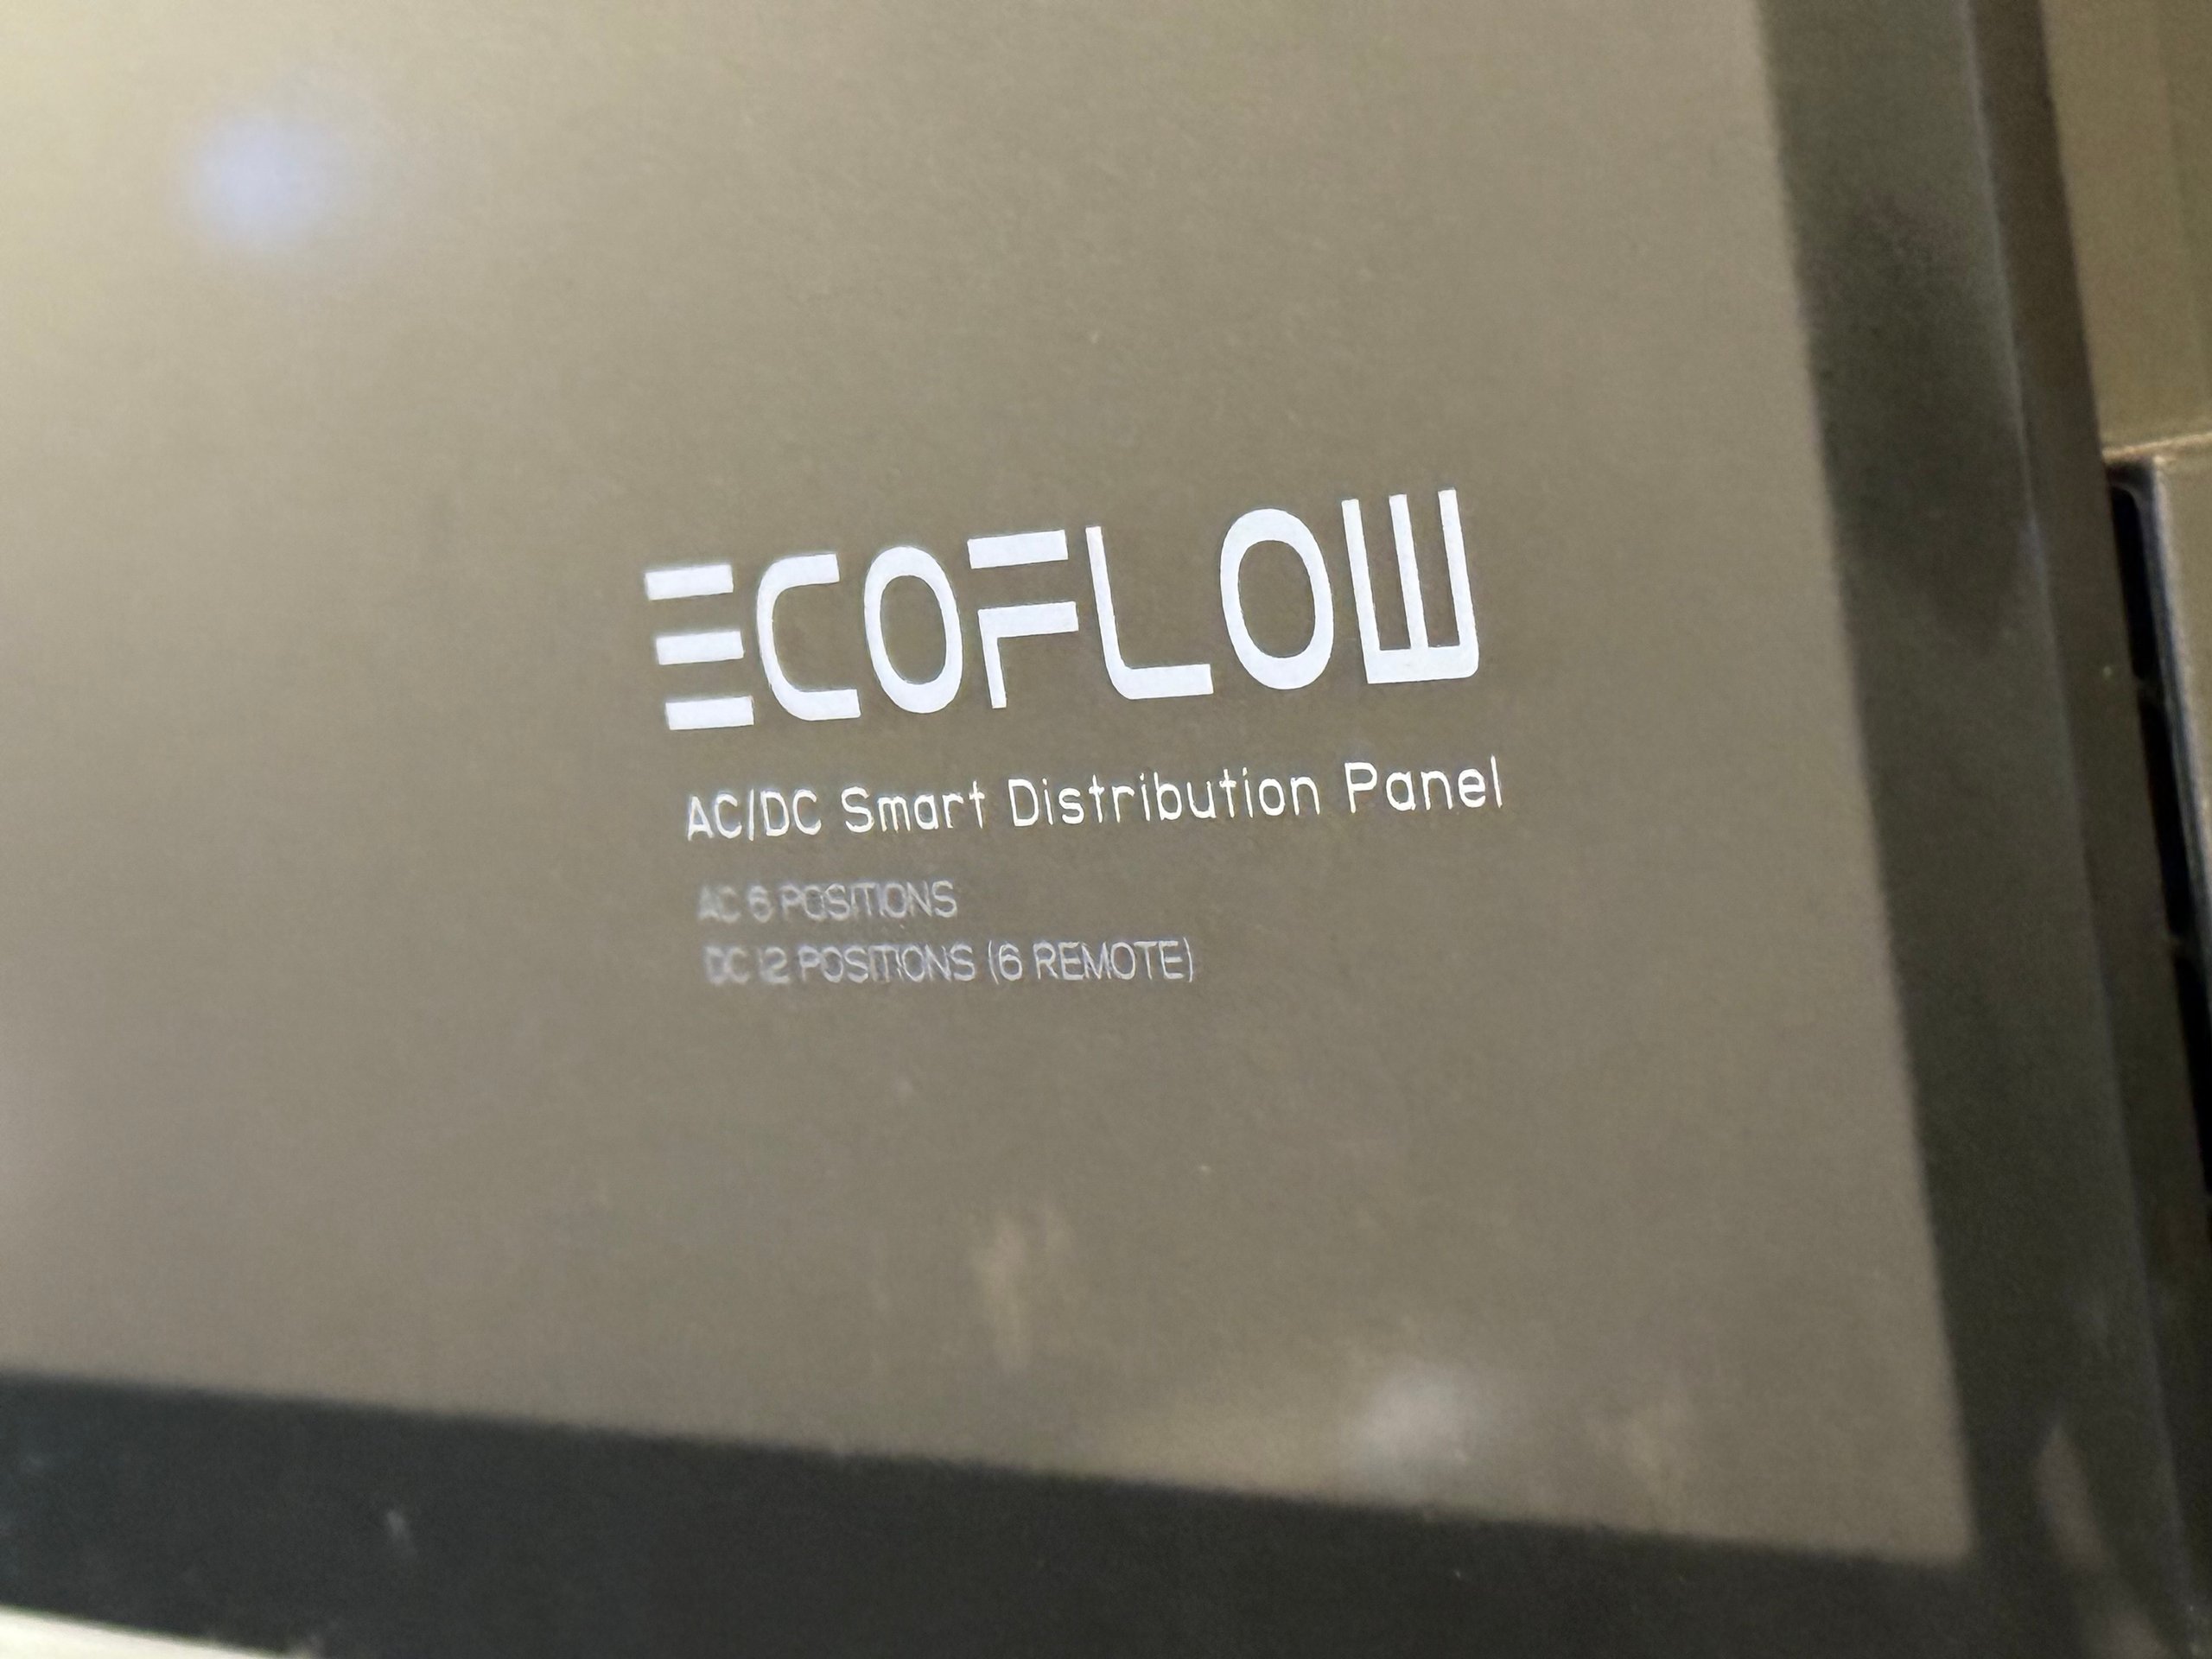 ECOFLOW
AC/DC Smart Distribution Panel
AC 6 POSITIONS
DC 12 POSITIONS (6 REMOTE)